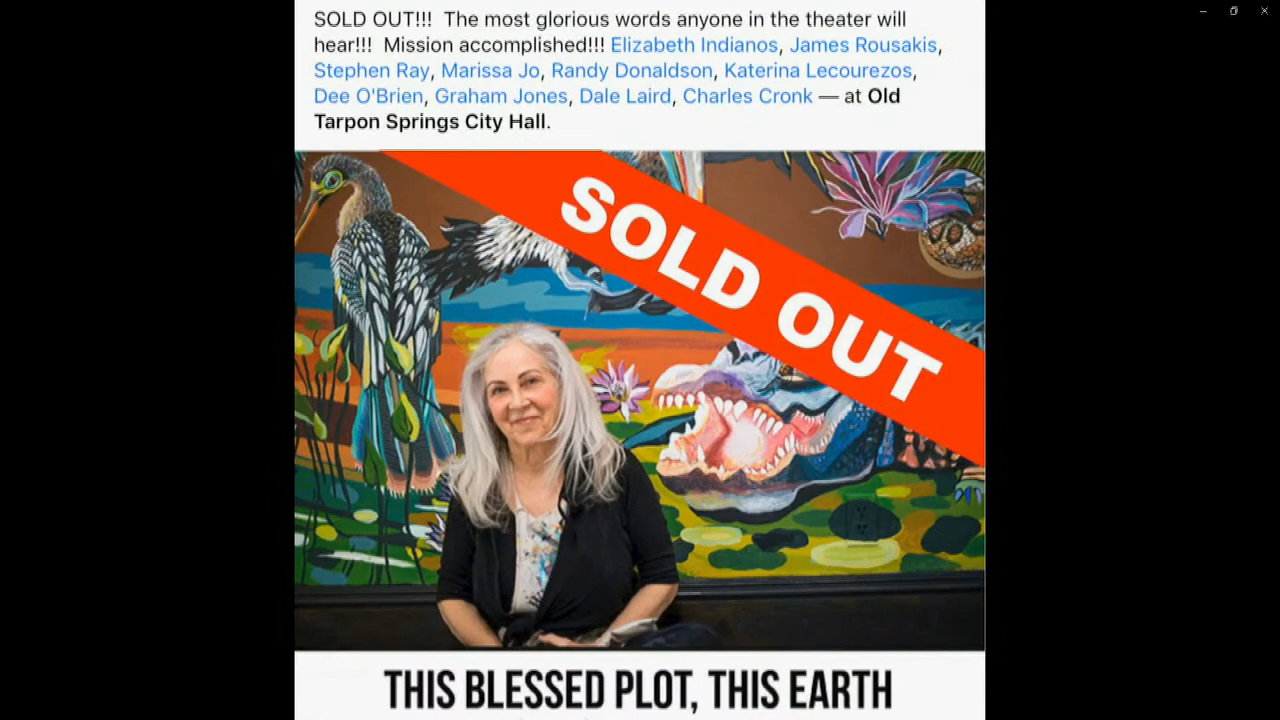 SOLD OUT!!!  The most glorious words anyone in the theater will
hear!!!  Mission accomplished!!! Elizabeth Indianos, James Rousakis,
Stephen Ray, Marissa Jo, Randy Donaldson, Katerina Lecourezos,
Dee O'Brien, Graham Jones, Dale Laird, Charles Cronk — at Old
Tarpon Springs City Hall.
SOLD OUT
THIS BLESSED PLOT, THIS EARTH